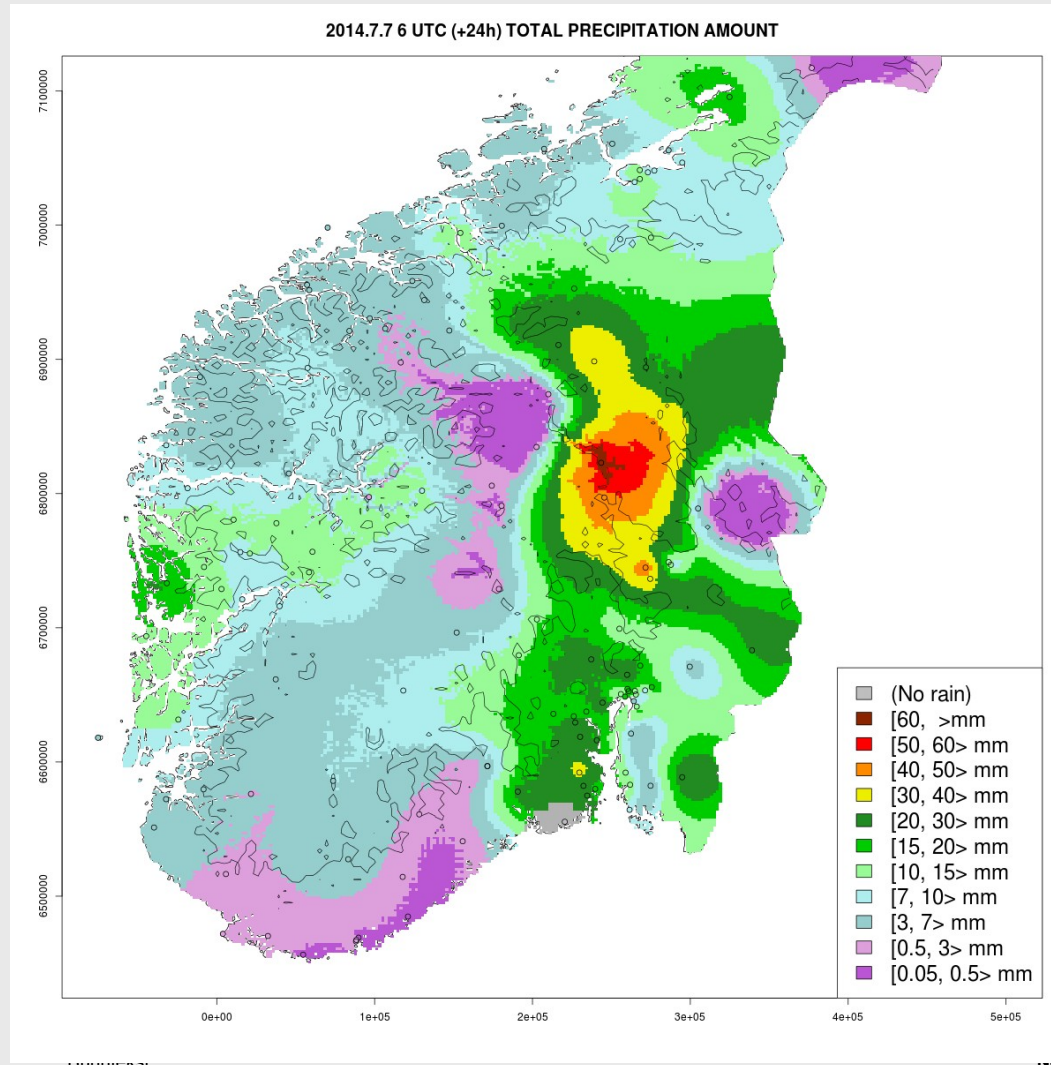 2014.7.7 6 UTC (+24h) TOTAL PRECIPITATION AMOUNT
7100000
7000000
6900000
6800000
6700000
6600000
6500000
(No rain)
[60, >mm
[50, 60> mm
[40, 50> mm
[30, 40> mm
[20, 30> mm
[15, 20> mm
[10, 15> mm
[7, 10> mm
[3, 7> mm
[0.5, 3> mm
[0.05, 0.5> mm
0e+00 1e+05 2e+05 3e+05 4e+05 5e+05